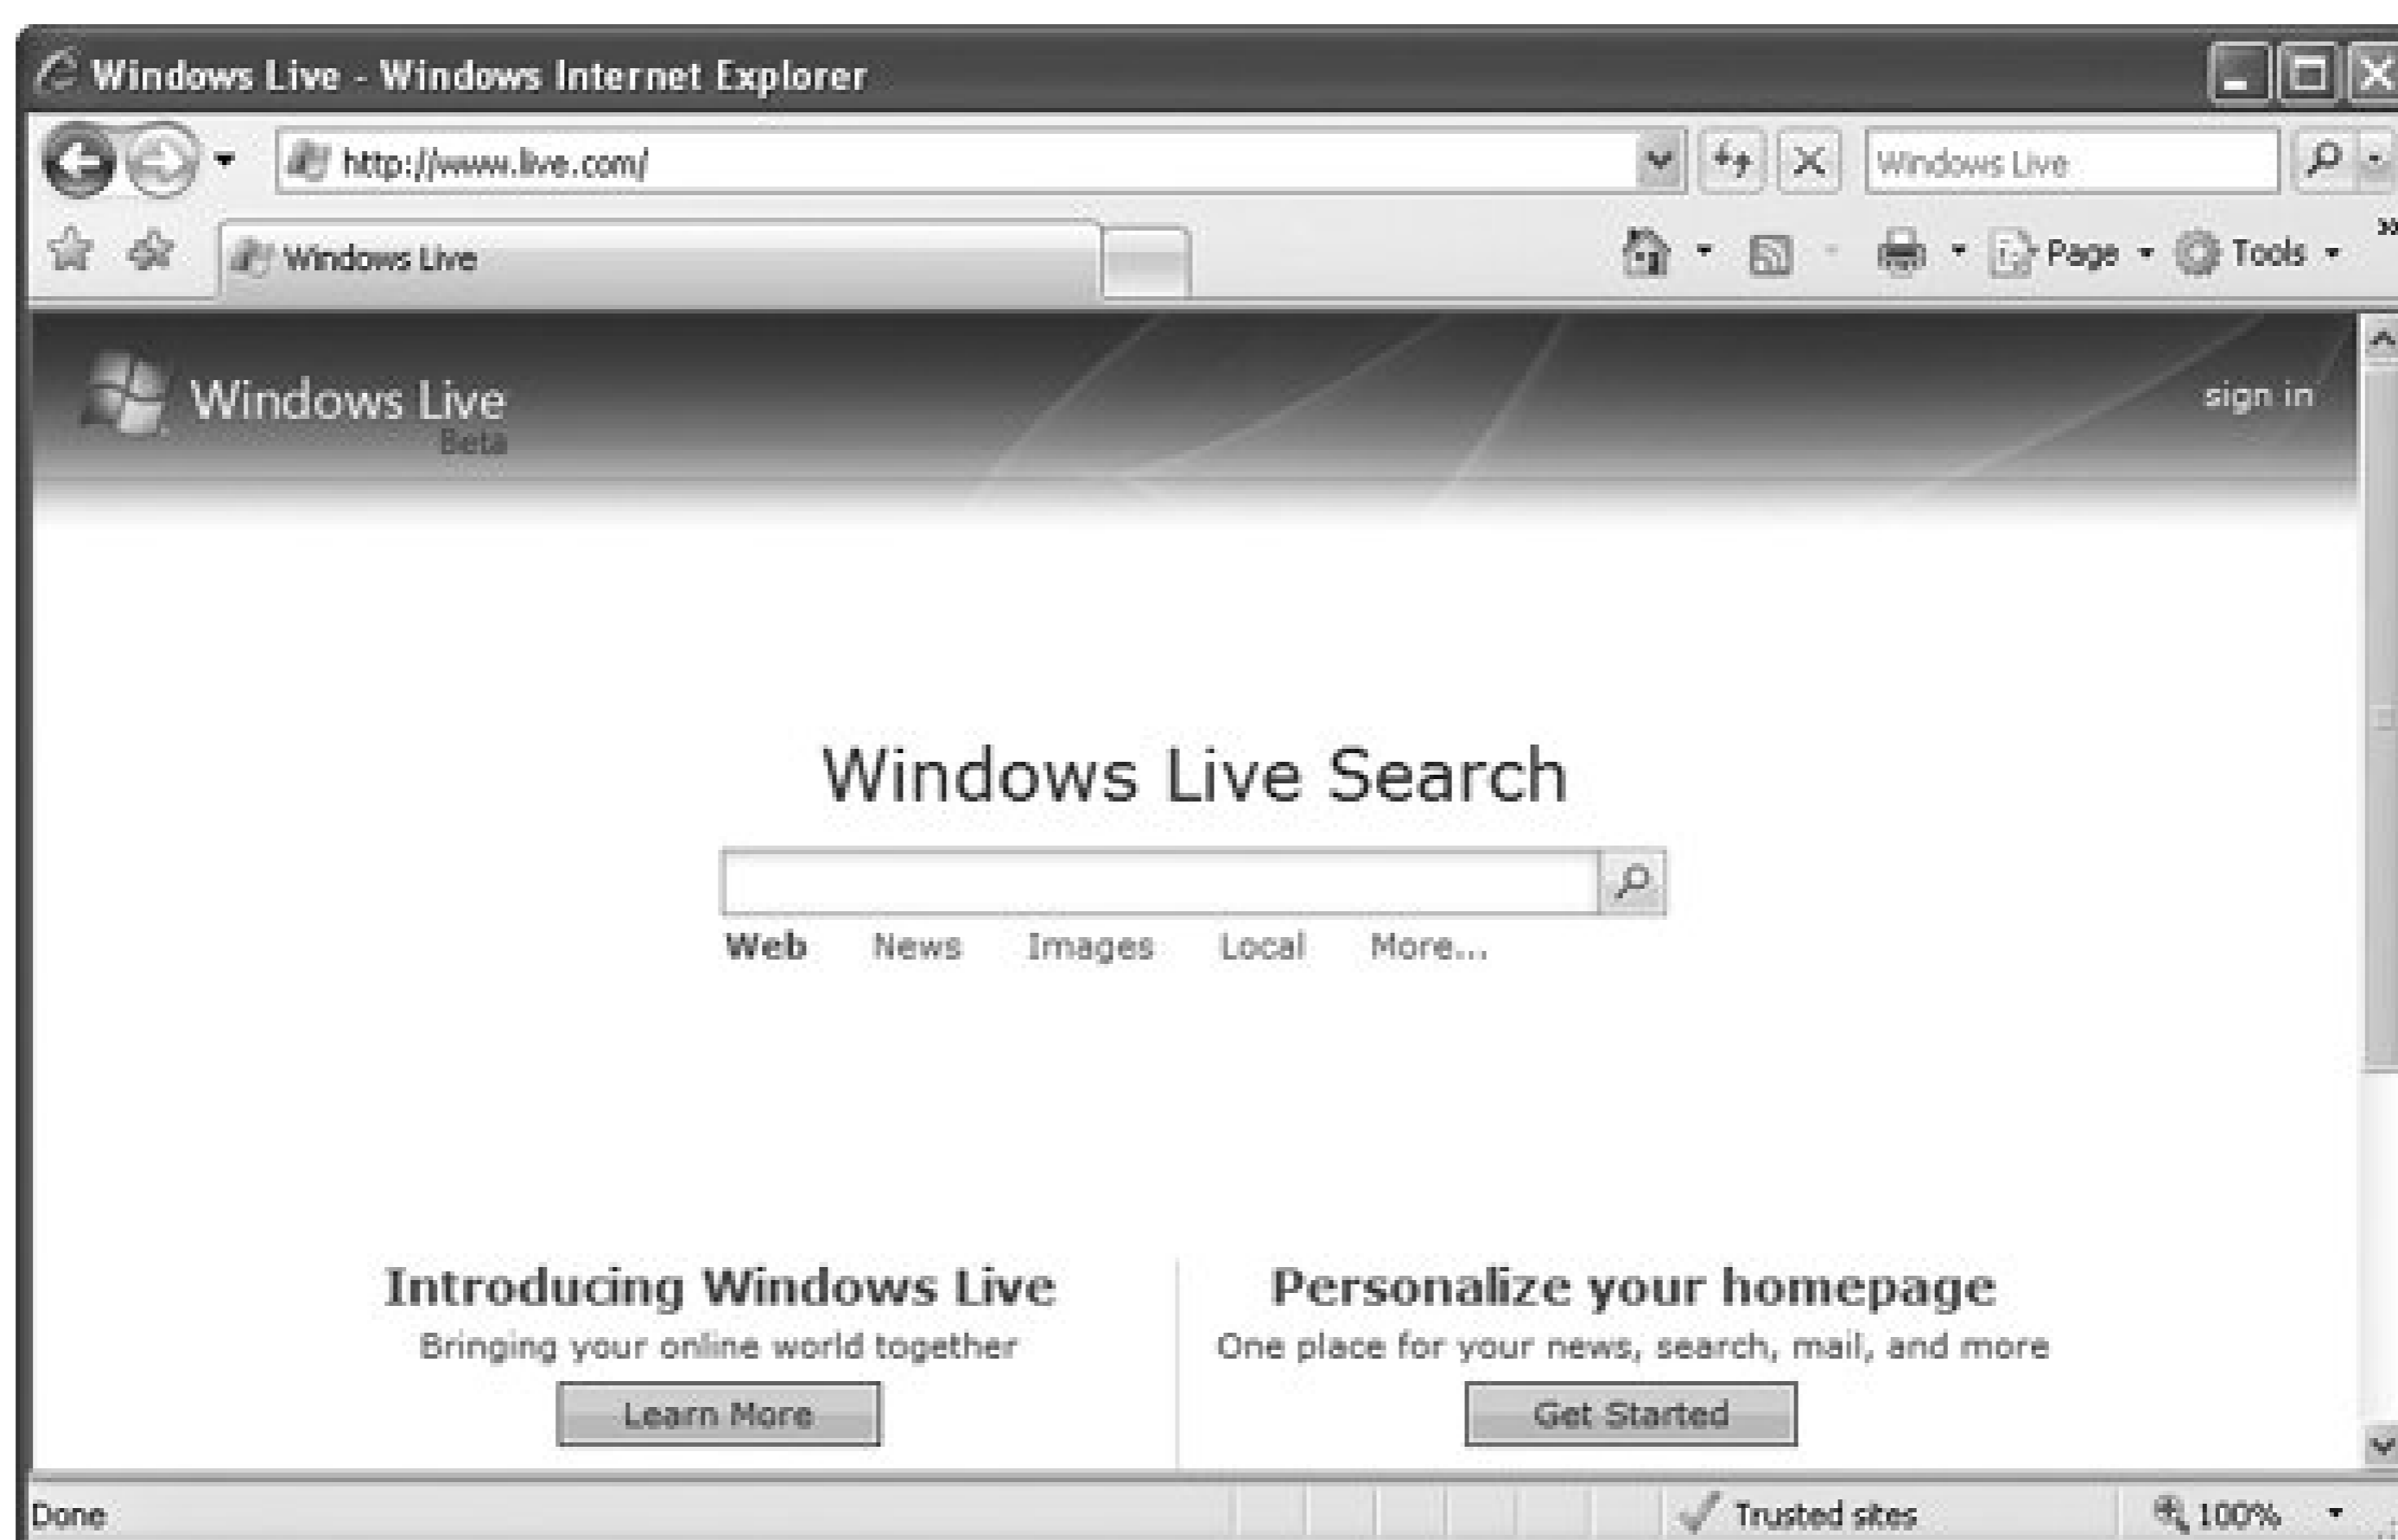 Windows Live - Windows Internet Explorer
http://www.live.com/
Windows Live
Windows Live
Page
Tools
»
Windows Live
Beta
sign in
Windows Live Search
Web News Images Local More...
Introducing Windows Live
Bringing your online world together
Learn More
Personalize your homepage
One place for your news, search, mail, and more
Get Started
Done
Trusted sites
100%